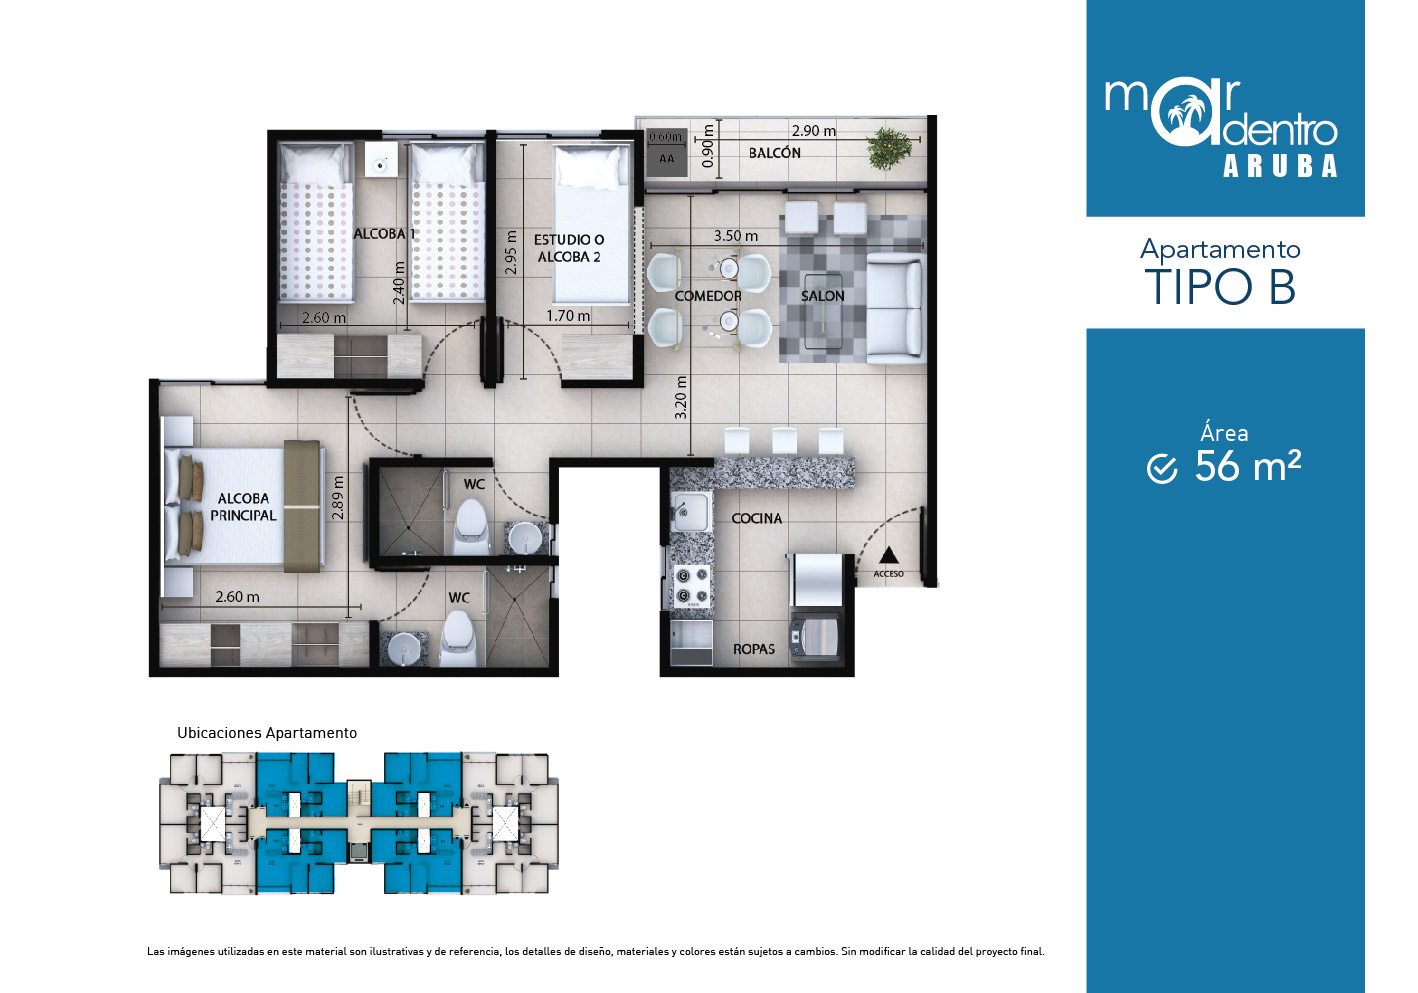 mar
adentro
ARUBA
Apartamento
TIPO B
Área
56 m²
0.60m
AA
0.90 m
2.90 m
BALCÓN
ALCOBA 1
2.40 m
2.60 m
2.95 m
ESTUDIO O
ALCOBA 2
1.70 m
3.50 m
COMEDOR
SALON
3.20 m
ALCOBA
PRINCIPAL
2.89 m
2.60 m
WC
WC
COCINA
ROPAS
ACCESO
Ubicaciones Apartamento
Las imágenes utilizadas en este material son ilustrativas y de referencia, los detalles de diseño, materiales y colores están sujetos a cambios. Sin modificar la calidad del proyecto final.